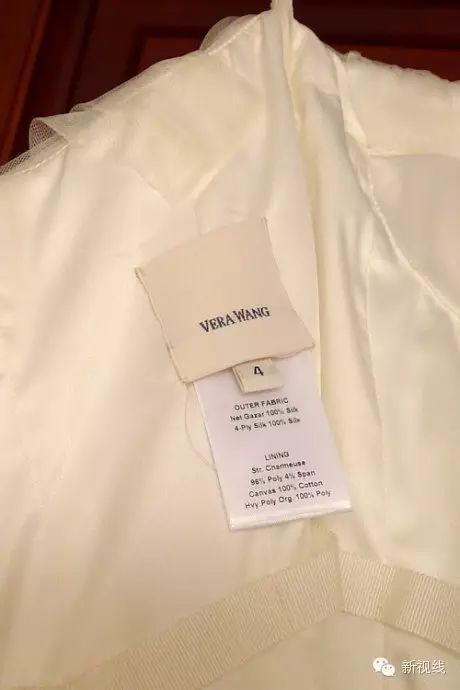 VERA WANG
4
OUTER FABRIC
Net Gazar 100% Silk
4-Ply Silk 100% Silk
LINING
Str. Charmeuse
96% Poly 4% Span
Canvas 100% Cotton
Hvy Poly Org. 100% Poly
新视线